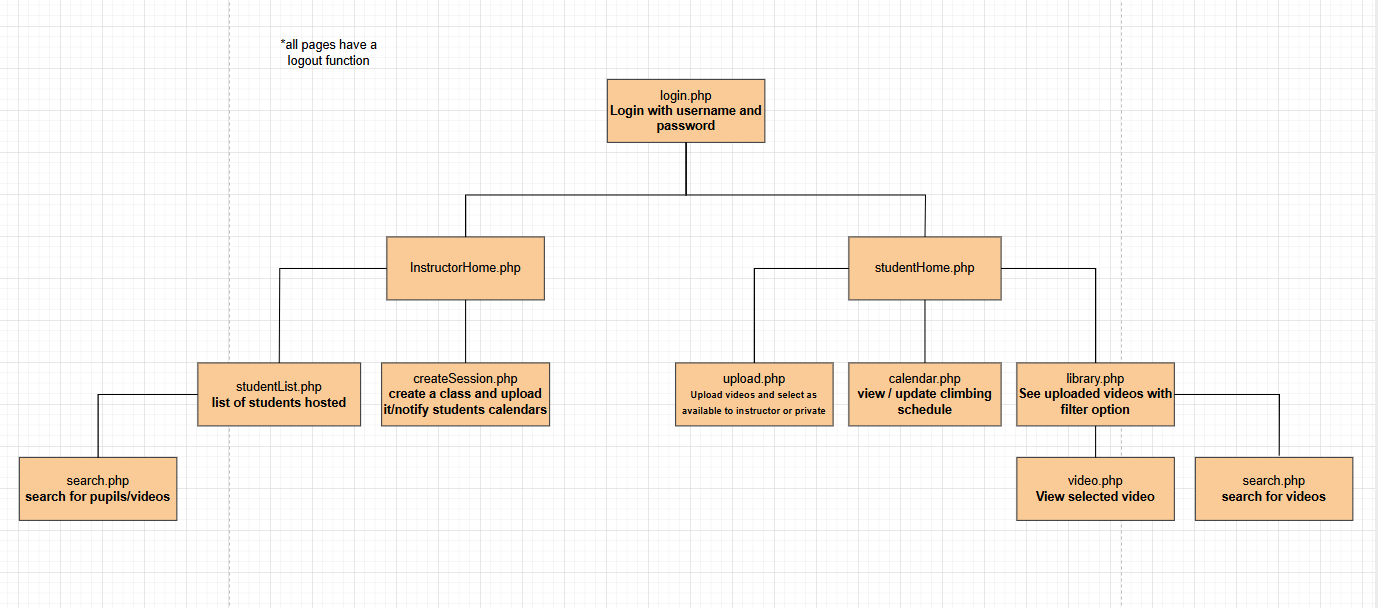 *all pages have a
logout function
login.php
Login with username and
password
InstructorHome.php
studentHome.php
studentList.php
list of students hosted
createSession.php
create a class and upload
it/notify students calendars
upload.php
Upload videos and select as
available to instructor or private
calendar.php
view / update climbing
schedule
library.php
See uploaded videos with
filter option
search.php
search for pupils/videos
video.php
View selected video
search.php
search for videos